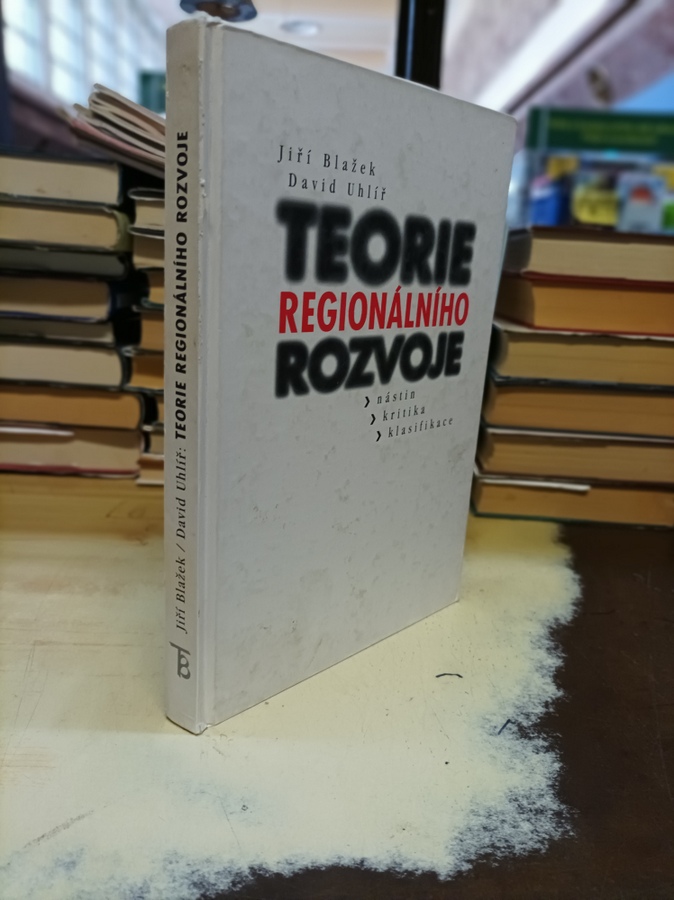 Jiří Blažek
David Uhlíř
TEORIE
REGIONÁLNÍHO
ROZVOJE
❯ nástin
❯ kritika
❯ klasifikace
Jiří Blažek / David Uhlíř: TEORIE REGIONÁLNÍHO ROZVOJE